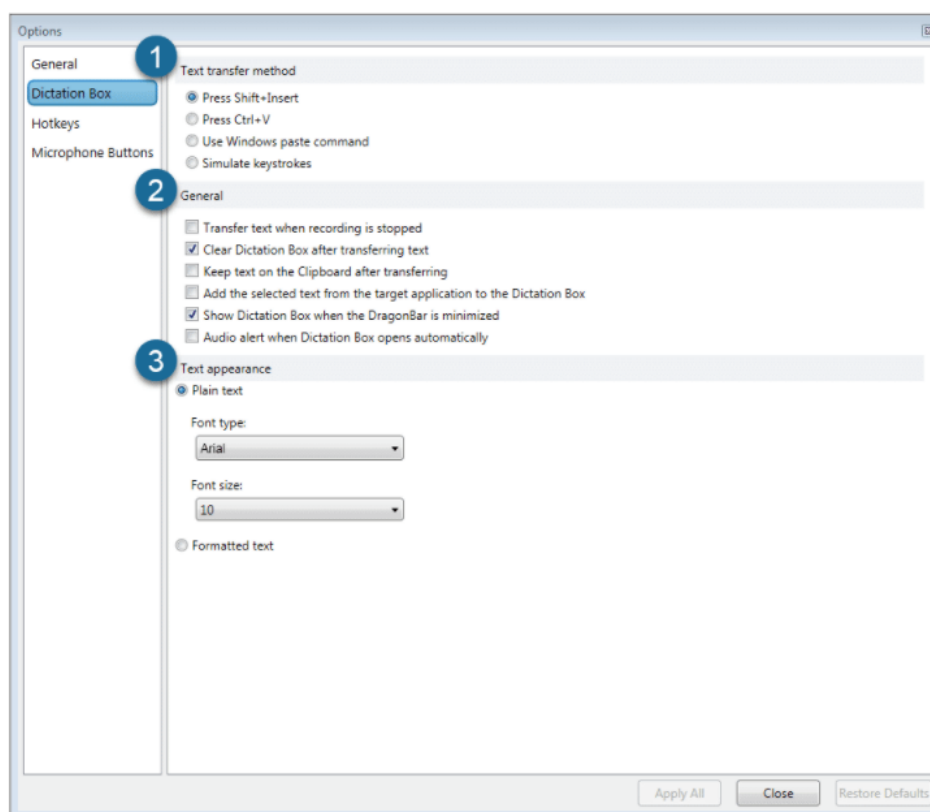 Options
General
Dictation Box
Hotkeys
Microphone Buttons
1
Text transfer method
Press Shift+Insert
Press Ctrl+V
Use Windows paste command
Simulate keystrokes
2
General
Transfer text when recording is stopped
Clear Dictation Box after transferring text
Keep text on the Clipboard after transferring
Add the selected text from the target application to the Dictation Box
Show Dictation Box when the DragonBar is minimized
Audio alert when Dictation Box opens automatically
3
Text appearance
Plain text
Font type:
Arial
Font size:
10
Formatted text
Apply All
Close
Restore Defaults